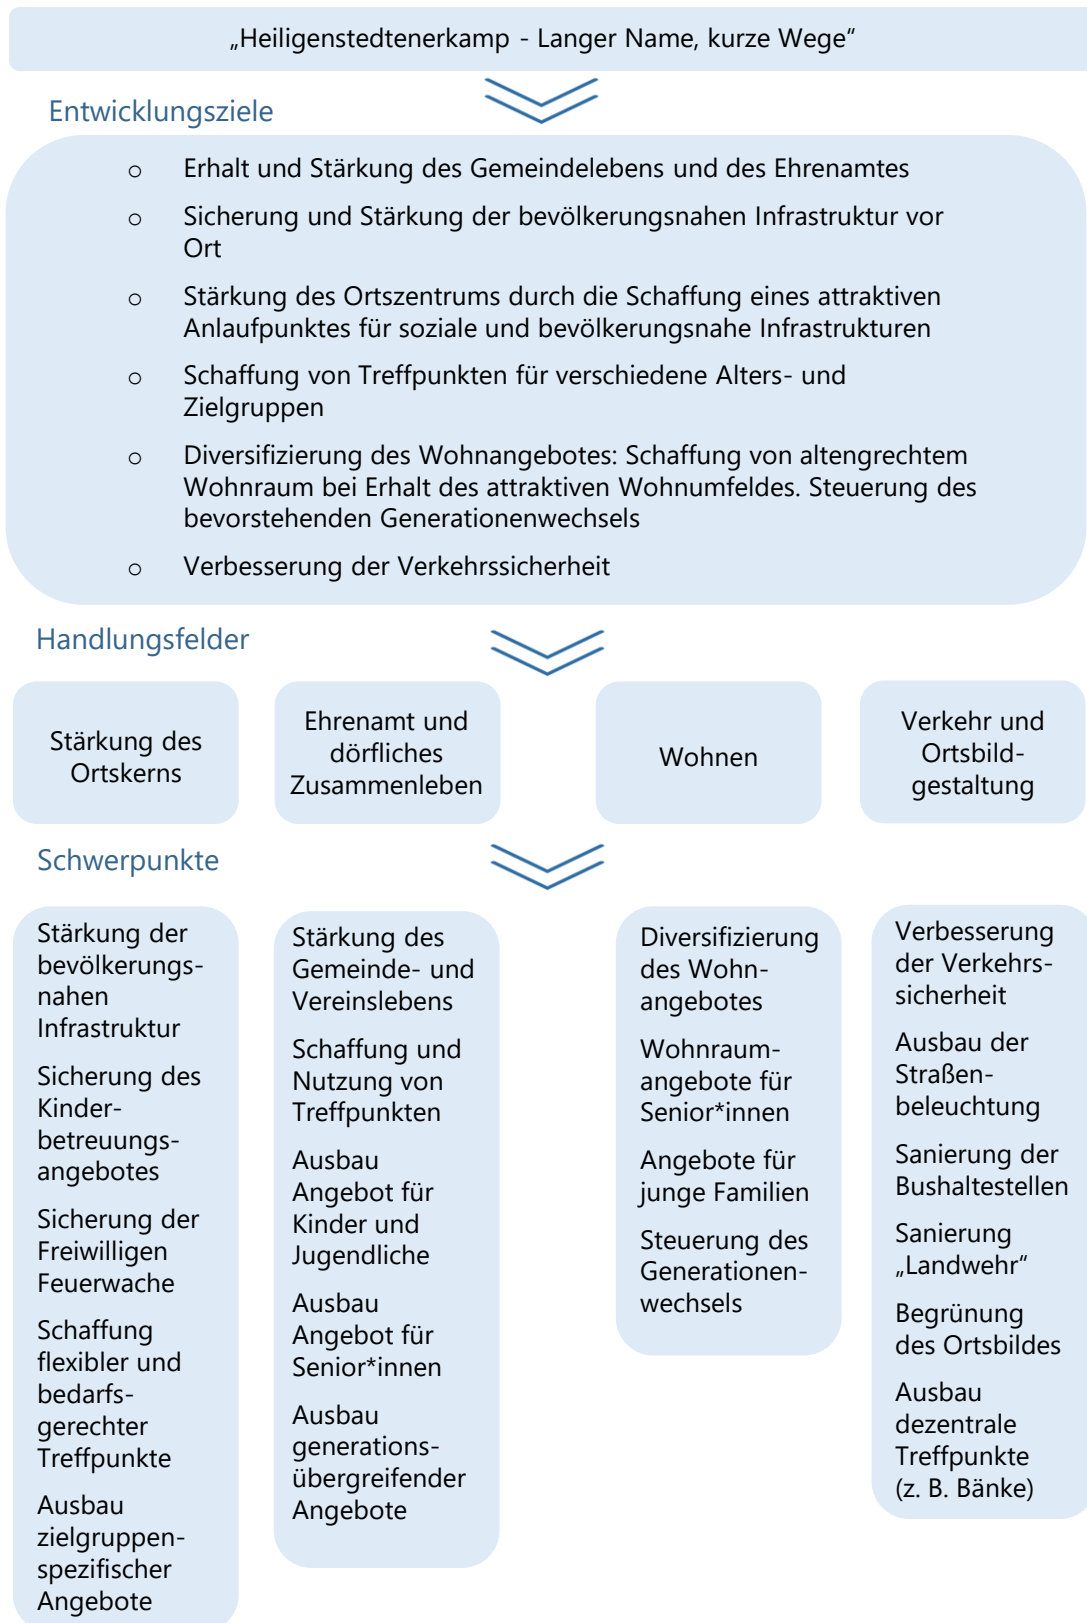 „Heiligenstedtenerkamp - Langer Name, kurze Wege“
Entwicklungsziele
o Erhalt und Stärkung des Gemeindelebens und des Ehrenamtes
o Sicherung und Stärkung der bevölkerungsnahen Infrastruktur vor
Ort
o Stärkung des Ortszentrums durch die Schaffung eines attraktiven
Anlaufpunktes für soziale und bevölkerungsnahe Infrastrukturen
o Schaffung von Treffpunkten für verschiedene Alters- und
Zielgruppen
o Diversifizierung des Wohnangebotes: Schaffung von altengrechtem
Wohnraum bei Erhalt des attraktiven Wohnumfeldes. Steuerung des
bevorstehenden Generationenwechsels
o Verbesserung der Verkehrssicherheit
Handlungsfelder
Stärkung des
Ortskerns
Ehrenamt und
dörfliches
Zusammenleben
Wohnen
Verkehr und
Ortsbild-
gestaltung
Schwerpunkte
Stärkung der
bevölkerungs-
nahen
Infrastruktur
Sicherung des
Kinder-
betreuungs-
angebotes
Sicherung der
Freiwilligen
Feuerwache
Schaffung
flexibler und
bedarfs-
gerechter
Treffpunkte
Ausbau
zielgruppen-
spezifischer
Angebote
Stärkung des
Gemeinde- und
Vereinslebens
Schaffung und
Nutzung von
Treffpunkten
Ausbau
Angebot für
Kinder und
Jugendliche
Ausbau
Angebot für
Senior*innen
Ausbau
generations-
übergreifender
Angebote
Diversifizierung
des Wohn-
angebotes
Wohnraum-
angebote für
Senior*innen
Angebote für
junge Familien
Steuerung des
Generationen-
wechsels
Verbesserung
der Verkehrs-
sicherheit
Ausbau der
Straßen-
beleuchtung
Sanierung der
Bushaltestellen
Sanierung
„Landwehr“
Begrünung
des Ortsbildes
Ausbau
dezentrale
Treffpunkte
(z. B. Bänke)